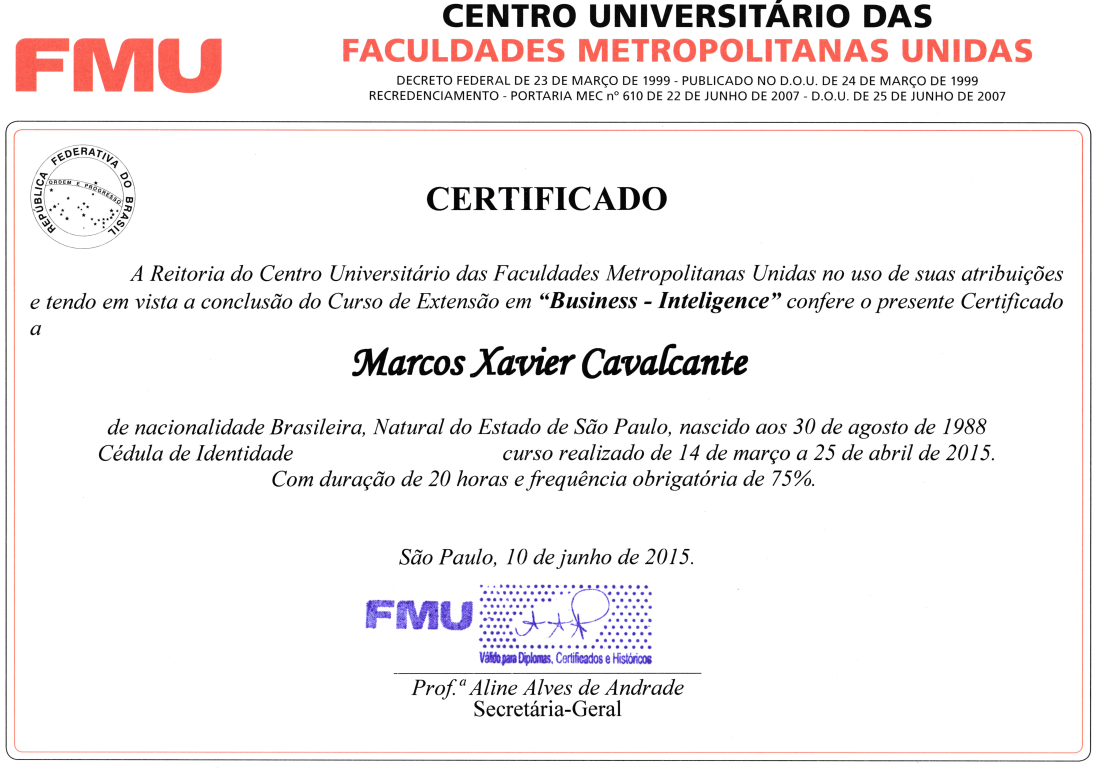 FMU
CENTRO UNIVERSITÁRIO DAS
FACULDADES METROPOLITANAS UNIDAS
DECRETO FEDERAL DE 23 DE MARÇO DE 1999 - PUBLICADO NO D.O.U. DE 24 DE MARÇO DE 1999
RECREDENCIAMENTO - PORTARIA MEC nº 610 DE 22 DE JUNHO DE 2007 - D.O.U. DE 25 DE JUNHO DE 2007
REPÚBLICA FEDERATIVA DO BRASIL
ORDEM E PROGRESSO
CERTIFICADO
A Reitoria do Centro Universitário das Faculdades Metropolitanas Unidas no uso de suas atribuições
e tendo em vista a conclusão do Curso de Extensão em “Business - Inteligence” confere o presente Certificado
a
Marcos Xavier Cavalcante
de nacionalidade Brasileira, Natural do Estado de São Paulo, nascido aos 30 de agosto de 1988
Cédula de Identidade curso realizado de 14 de março a 25 de abril de 2015.
Com duração de 20 horas e frequência obrigatória de 75%.
São Paulo, 10 de junho de 2015.
FMU
Válido para Diplomas, Certificados e Históricos
Prof.ª Aline Alves de Andrade
Secretária-Geral